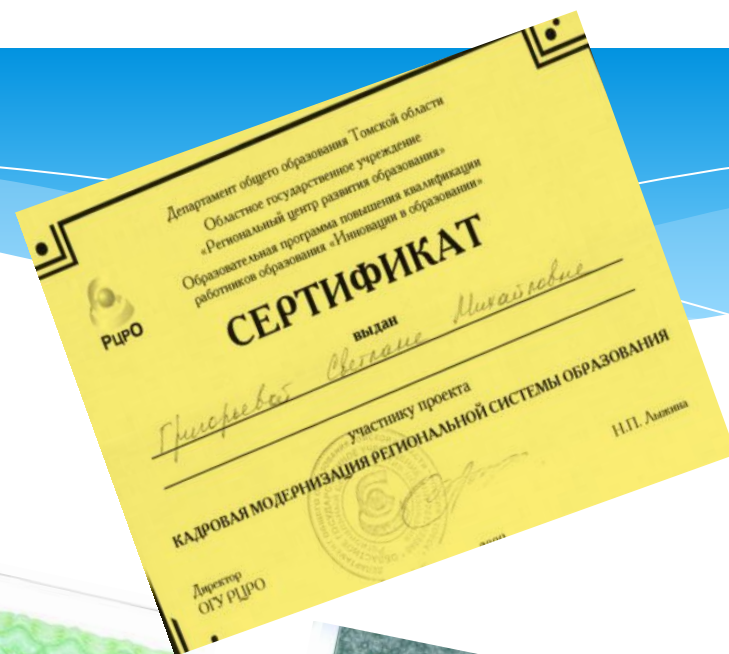 Департамент общего образования Томской области
Областное государственное учреждение
«Региональный центр развития образования»
Образовательная программа повышения квалификации
работников образования «Инновации в образовании»
РЦРО
СЕРТИФИКАТ
выдан
Григорьевой Светлане Михайловне
участнику проекта
КАДРОВАЯ МОДЕРНИЗАЦИЯ РЕГИОНАЛЬНОЙ СИСТЕМЫ ОБРАЗОВАНИЯ
Директор
ОГУ РЦРО
Н.П. Лыжина